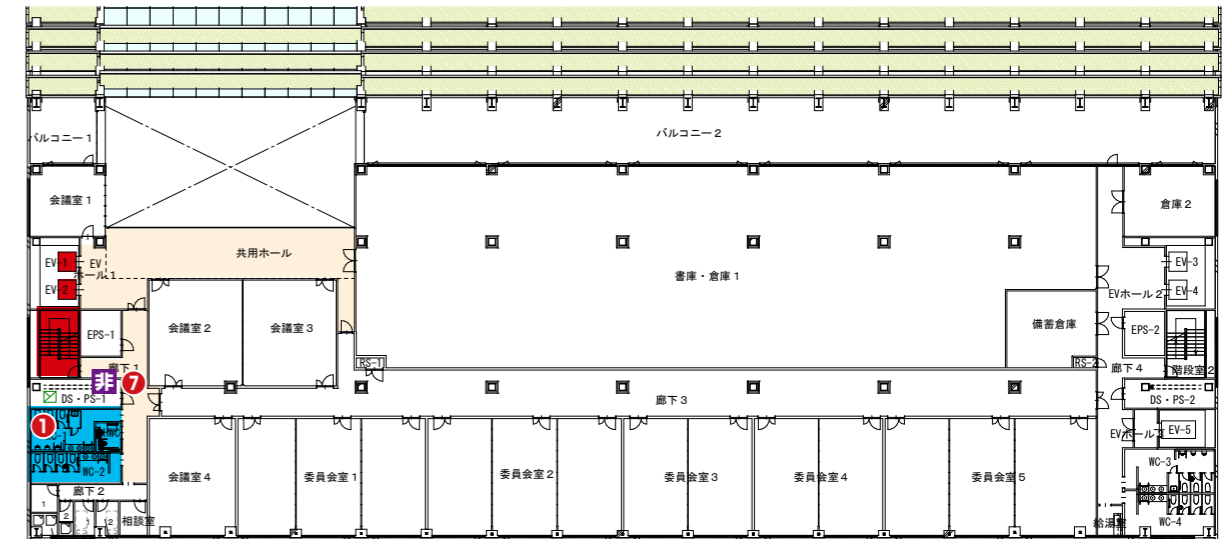 バルコニー1
バルコニー2
会議室1
倉庫2
共用ホール
EV-1
EV
ホール1
EV-2
書庫・倉庫1
EV-3
EV-4
EVホール2
会議室2
会議室3
備蓄倉庫
EPS-1
EPS-2
RS-1
RS-2
廊下1
廊下4
階段室2
非
7
DS・PS-1
DS・PS-2
廊下3
1
EVホール3
EV-5
WC-2
WC-3
会議室4
委員会室1
委員会室2
委員会室3
委員会室4
委員会室5
廊下2
1
2
1
2
相談室
給湯室
WC-4